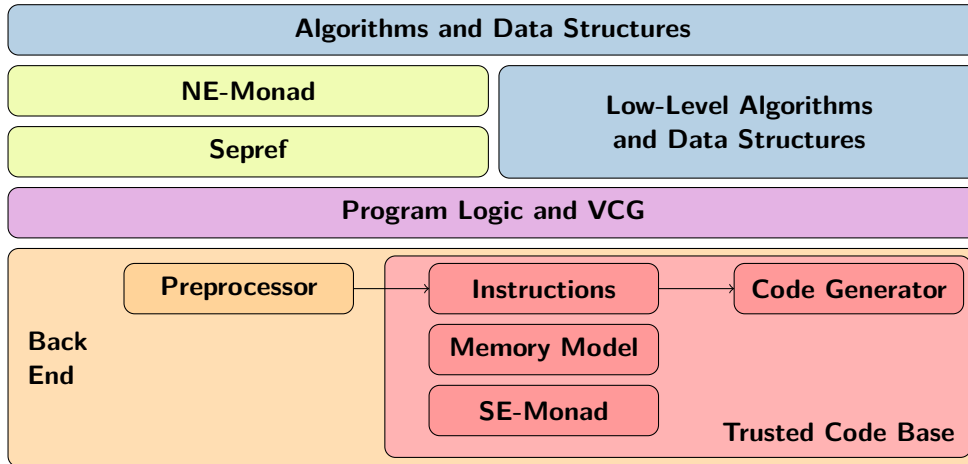 Algorithms and Data Structures
NE-Monad
Sepref
Low-Level Algorithms
and Data Structures
Program Logic and VCG
Preprocessor
Instructions
Code Generator
Memory Model
SE-Monad
Back
End
Trusted Code Base